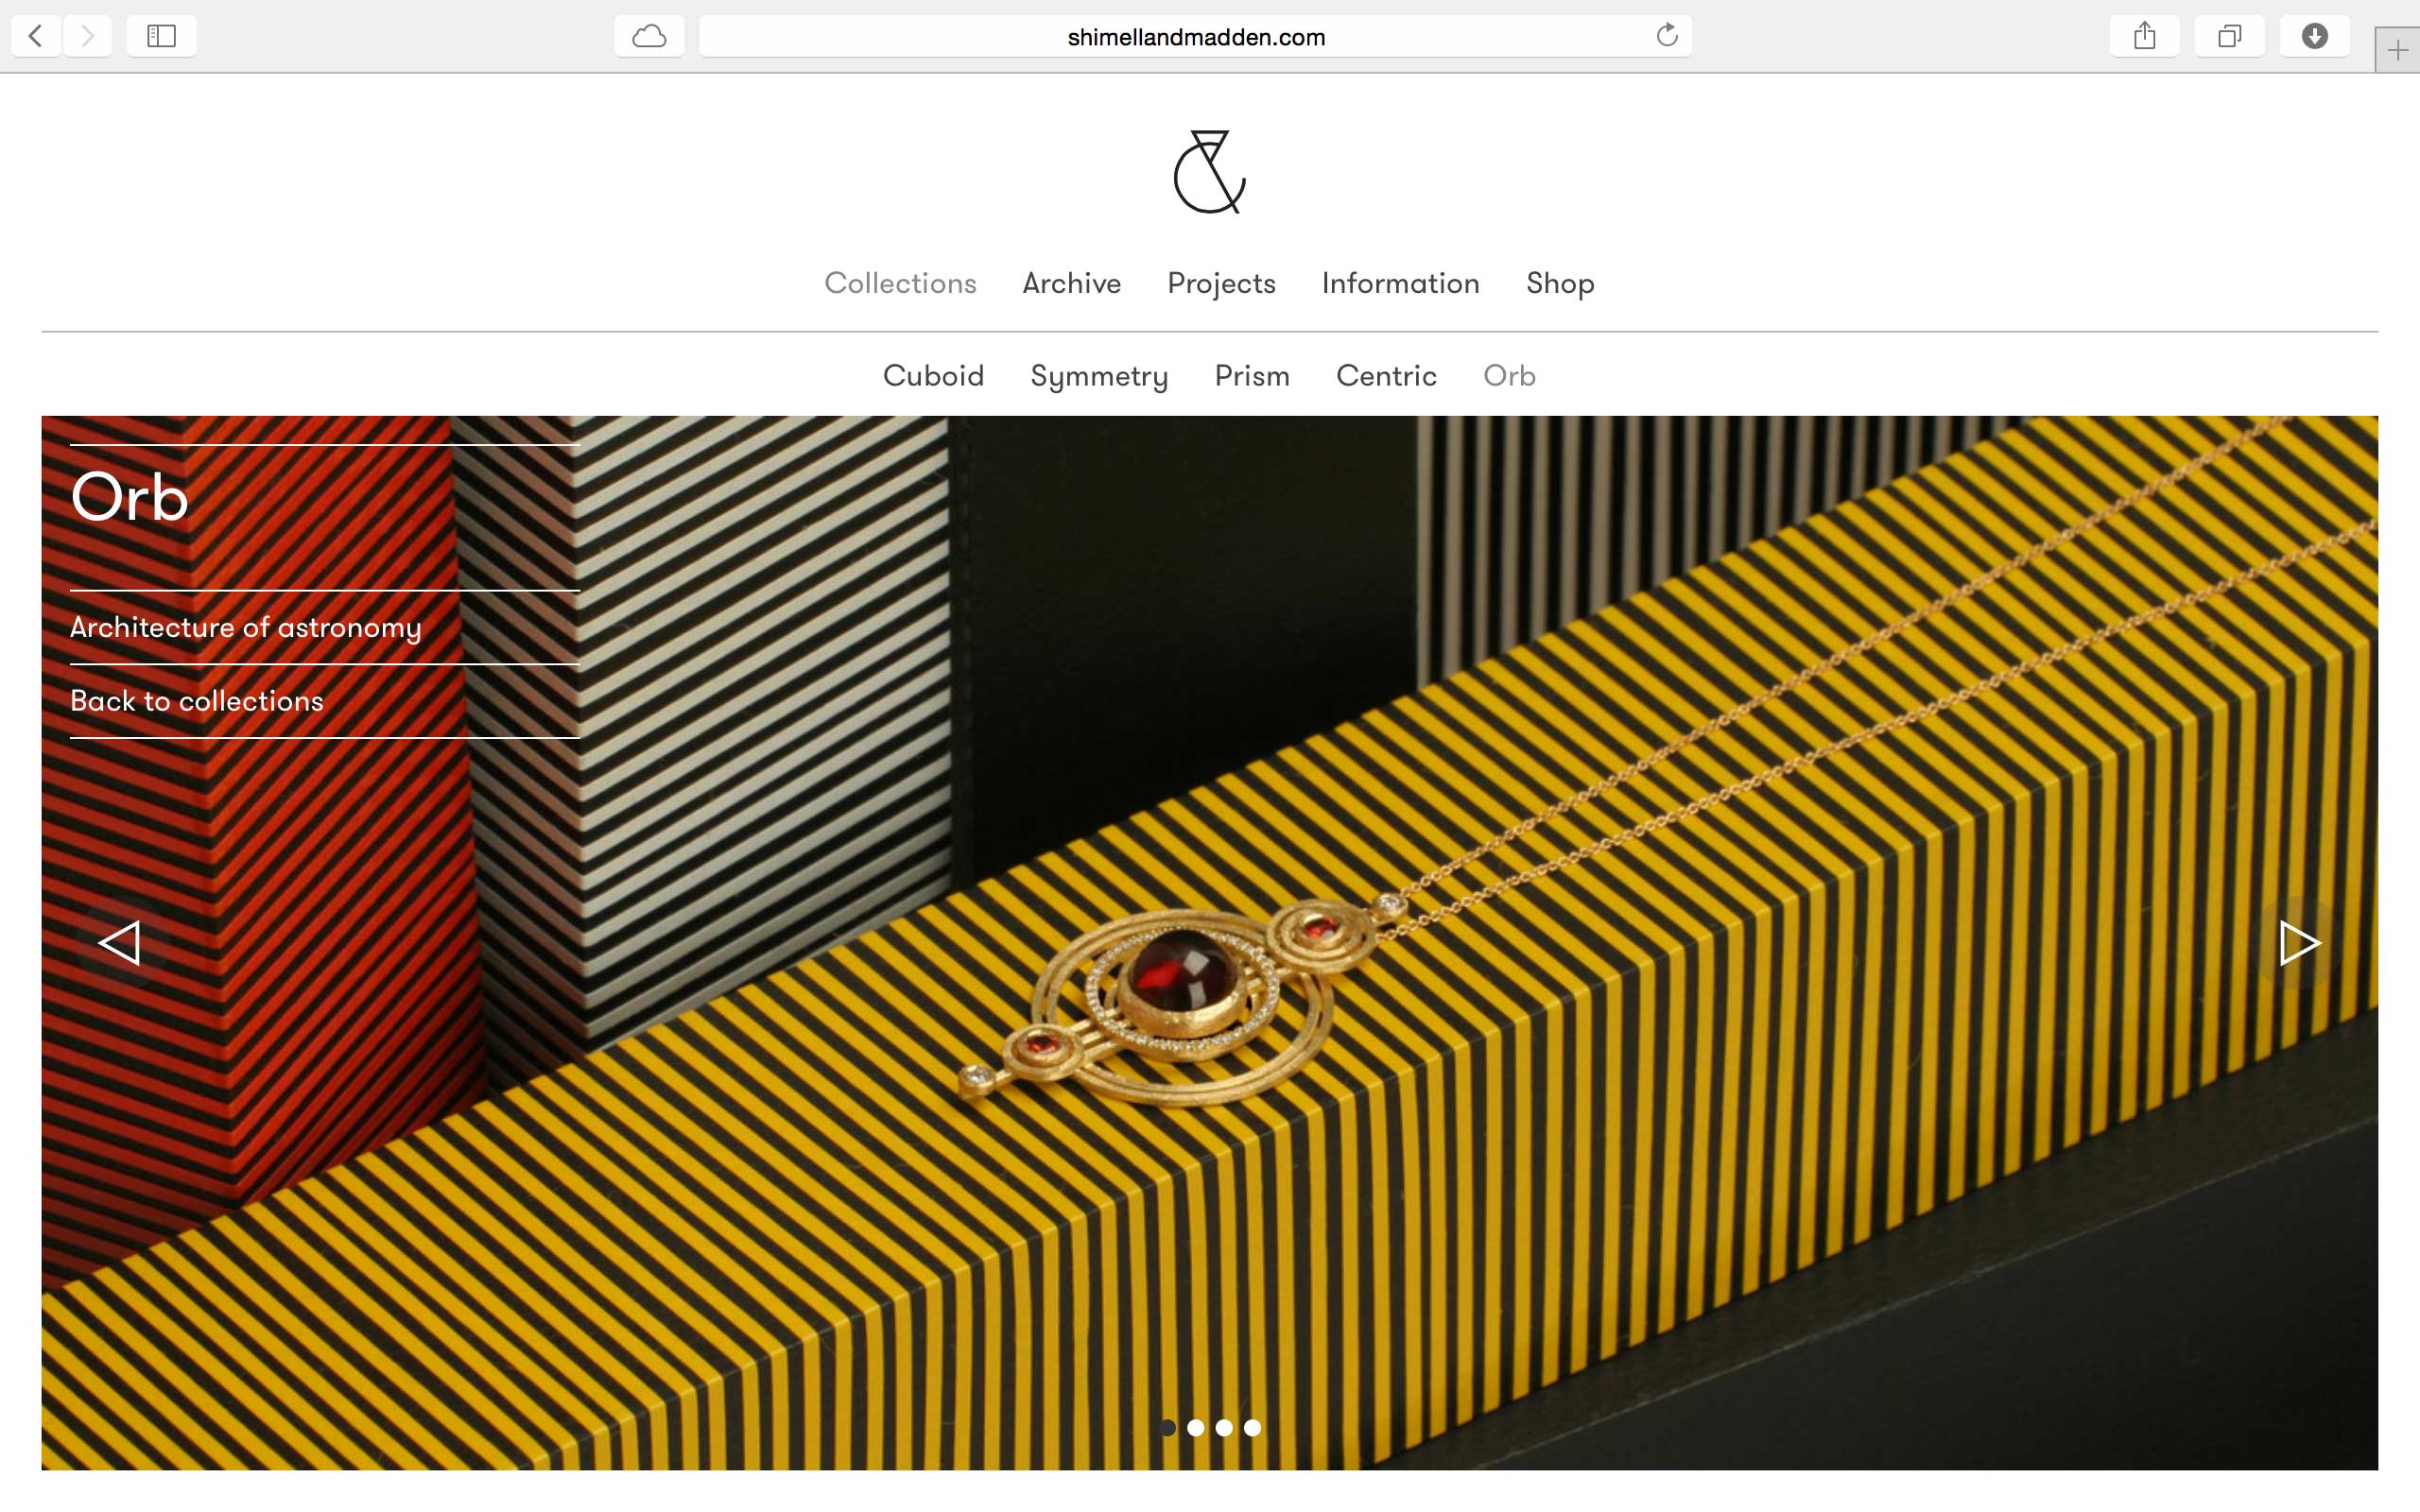 shimellandmadden.com
Collections Archive Projects Information Shop
Cuboid Symmetry Prism Centric Orb
Orb
Architecture of astronomy
Back to collections